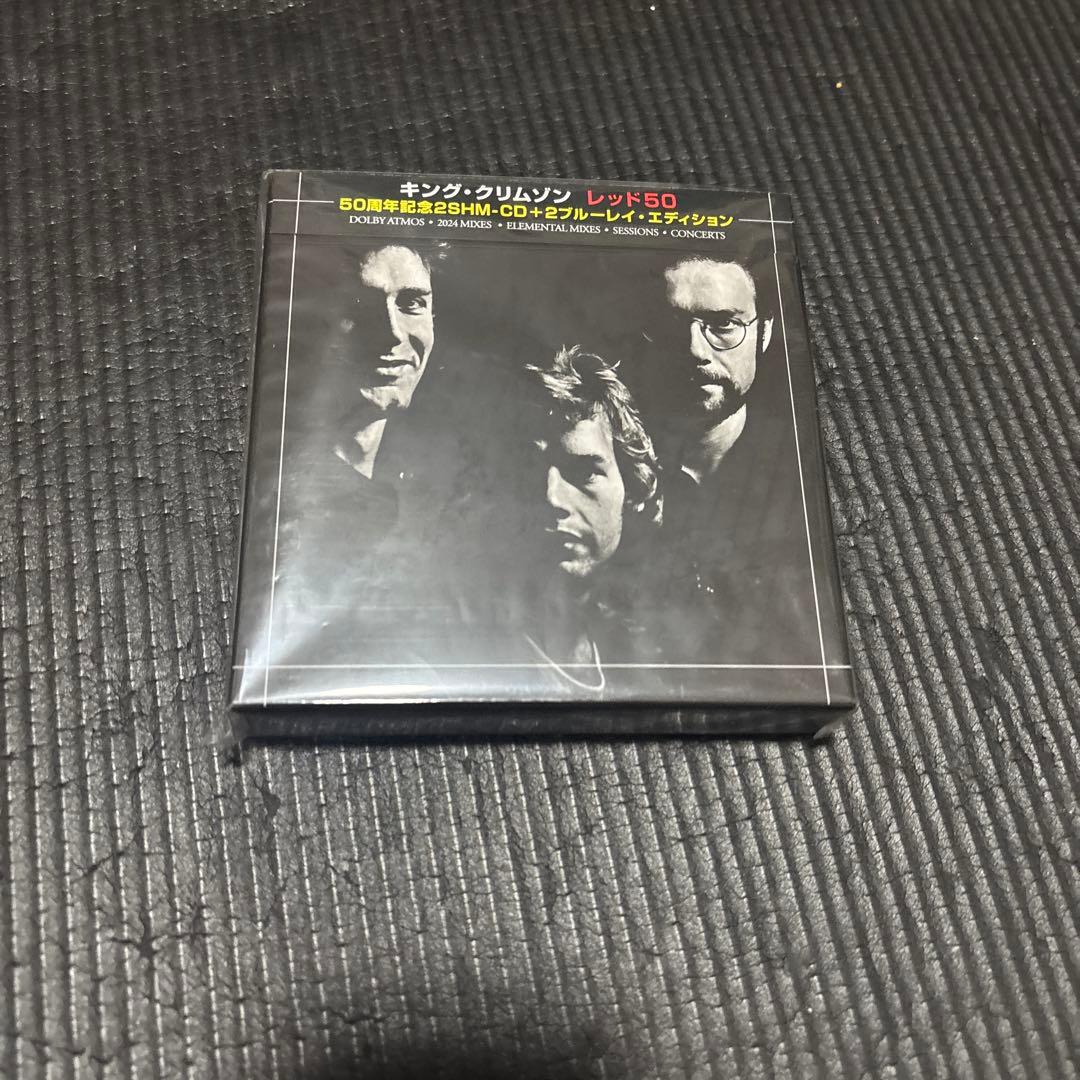 キング・クリムゾン レッド50
50周年記念2SHM-CD+2ブルーレイ・エディション
DOLBY ATMOS • 2024 MIXES • ELEMENTAL MIXES • SESSIONS • CONCERTS